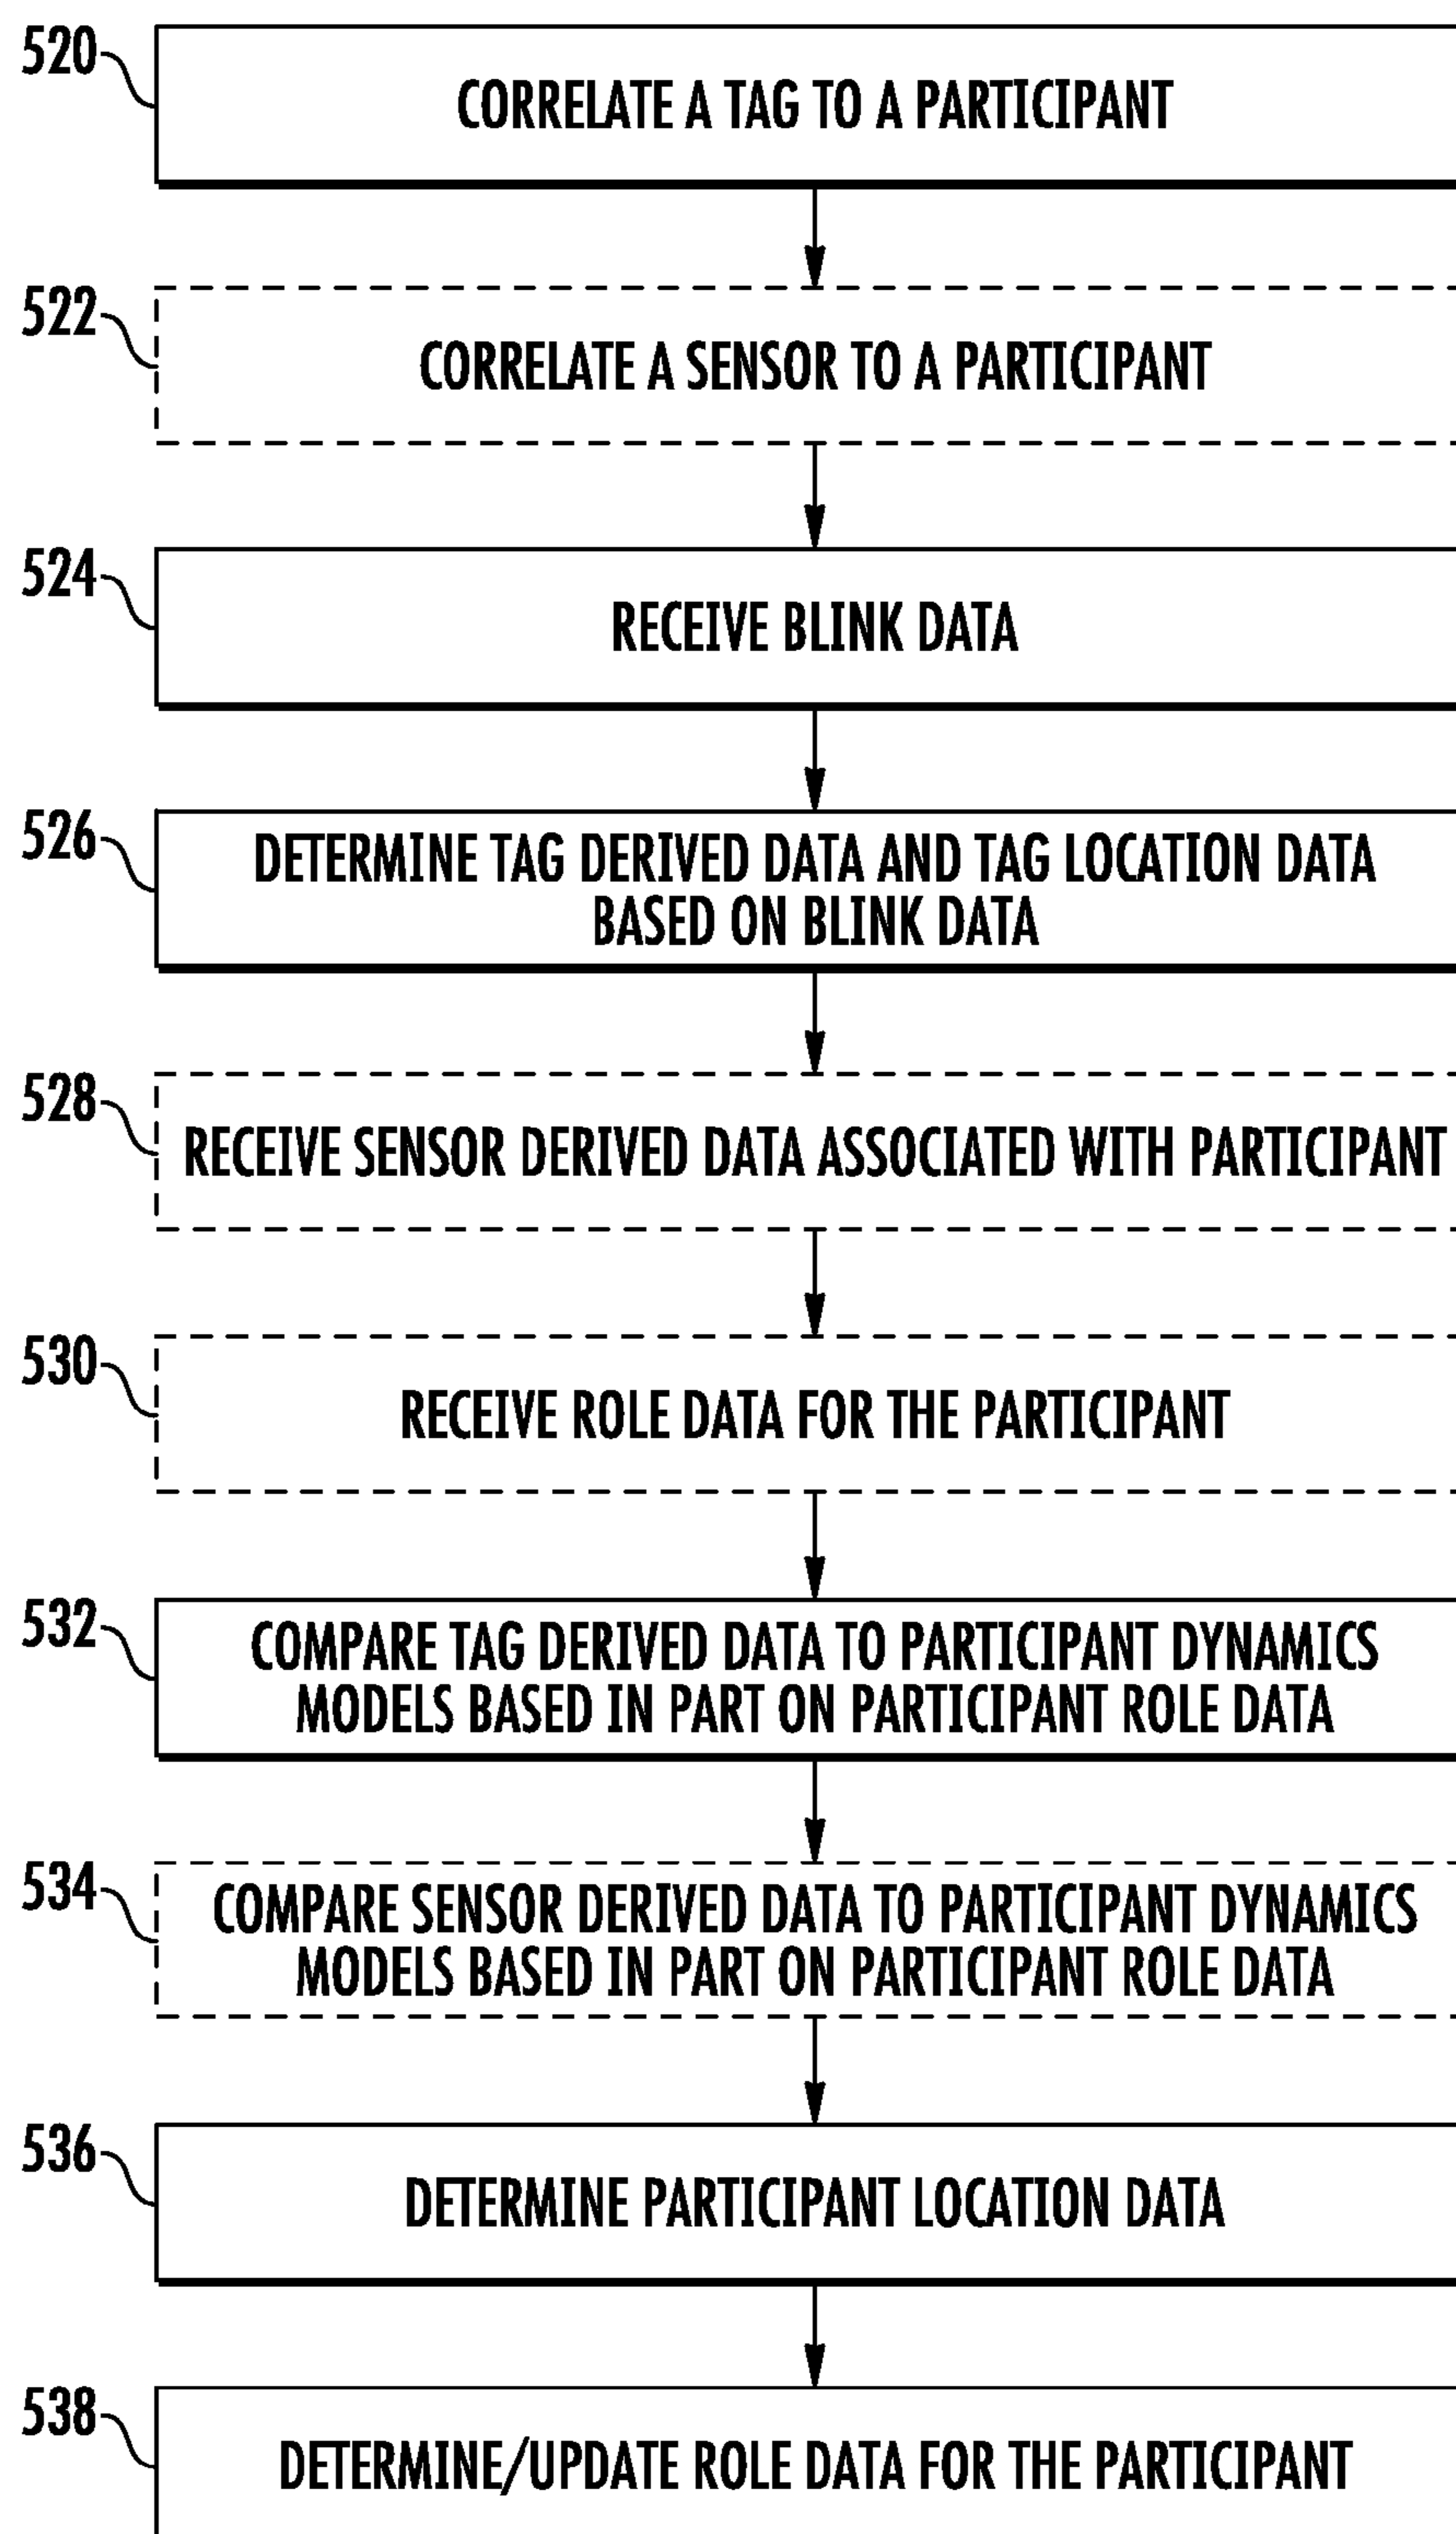 520
CORRELATE A TAG TO A PARTICIPANT
522
CORRELATE A SENSOR TO A PARTICIPANT
524
RECEIVE BLINK DATA
526
DETERMINE TAG DERIVED DATA AND TAG LOCATION DATA
BASED ON BLINK DATA
528
RECEIVE SENSOR DERIVED DATA ASSOCIATED WITH PARTICIPANT
530
RECEIVE ROLE DATA FOR THE PARTICIPANT
532
COMPARE TAG DERIVED DATA TO PARTICIPANT DYNAMICS
MODELS BASED IN PART ON PARTICIPANT ROLE DATA
534
COMPARE SENSOR DERIVED DATA TO PARTICIPANT DYNAMICS
MODELS BASED IN PART ON PARTICIPANT ROLE DATA
536
DETERMINE PARTICIPANT LOCATION DATA
538
DETERMINE/UPDATE ROLE DATA FOR THE PARTICIPANT